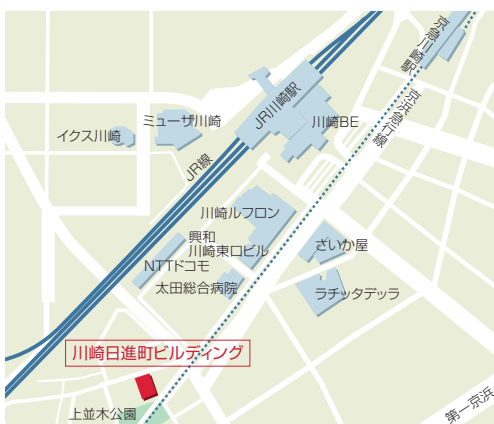 京急川崎駅
京浜急行線
JR川崎駅
川崎BE
ミューザ川崎
イクス川崎
JR線
川崎ルフロン
興和
川崎東口ビル
NTTドコモ
太田総合病院
さいか屋
ラチッタデッラ
川崎日進町ビルディング
上並木公園
第一京浜